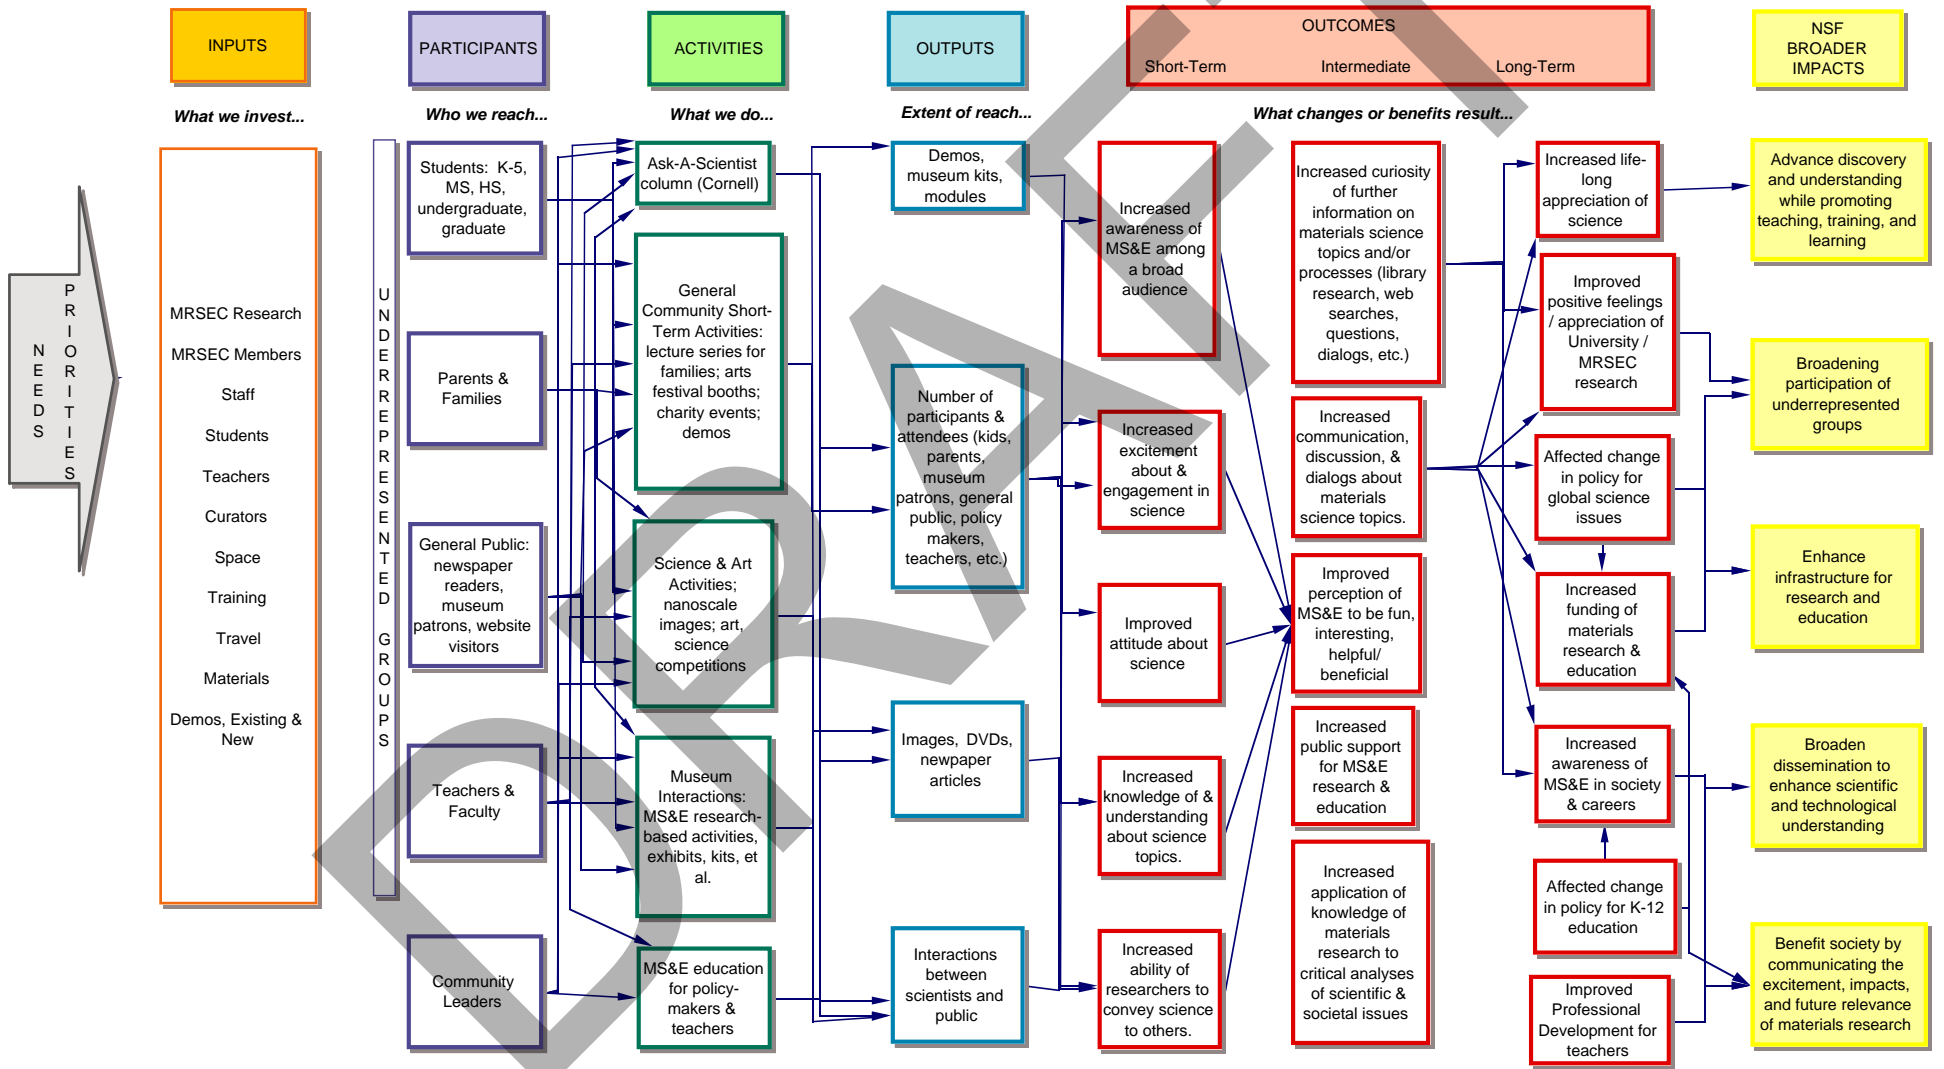 INPUTS
PARTICIPANTS
ACTIVITIES
OUTPUTS
OUTCOMES
Short-Term
Intermediate
Long-Term
NSF
BROADER
IMPACTS
What we invest...
Who we reach...
What we do...
Extent of reach...
What changes or benefits result...
NEEDS
PRIORITIES
MRSEC Research
MRSEC Members
Staff
Students
Teachers
Curators
Space
Training
Travel
Materials
Demos, Existing &
New
UNDERREPRESENTED GROUPS
Students: K-5,
MS, HS,
undergraduate,
graduate
Parents &
Families
General Public:
newspaper
readers,
museum
patrons, website
visitors
Teachers &
Faculty
Community
Leaders
Ask-A-Scientist
column (Cornell)
General
Community Short-
Term Activities:
lecture series for
families; arts
festival booths;
charity events;
demos
Science & Art
Activities;
nanoscale
images; art,
science
competitions
Museum
Interactions:
MS&E research-
based activities,
exhibits, kits, et
al.
MS&E education
for policy-
makers &
teachers
Demos,
museum kits,
modules
Number of
participants &
attendees (kids,
parents,
museum
patrons, general
public, policy
makers,
teachers, etc.)
Images, DVDs,
newpaper
articles
Interactions
between
scientists and
public
Increased
awareness of
MS&E among
a broad
audience
Increased
excitement
about &
engagement in
science
Improved
attitude about
science
Increased
knowledge of &
understanding
about science
topics.
Increased
ability of
researchers to
convey science
to others.
Increased curiosity
of further
information on
materials science
topics and/or
processes (library
research, web
searches,
questions,
dialogs, etc.)
Increased
communication,
discussion, &
dialogs about
materials
science topics.
Improved
perception of
MS&E to be fun,
interesting,
helpful/
beneficial
Increased
public support
for MS&E
research &
education
Increased
application of
knowledge of
materials
research to
critical analyses
of scientific &
societal issues
Increased life-
long
appreciation of
science
Improved
positive feelings
/ appreciation of
University /
MRSEC
research
Affected change
in policy for
global science
issues
Increased
funding of
materials
research &
education
Increased
awareness of
MS&E in society
& careers
Affected change
in policy for K-12
education
Improved
Professional
Development for
teachers
Advance discovery
and understanding
while promoting
teaching, training, and
learning
Broadening
participation of
underrepresented
groups
Enhance
infrastructure for
research and
education
Broaden
dissemination to
enhance scientific
and technological
understanding
Benefit society by
communicating the
excitement, impacts,
and future relevance
of materials research
DRAFT